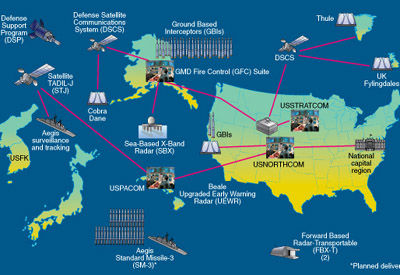 Defense
Support
Program
(DSP)
Defense Satellite
Communications
System (DSCS)
Ground Based
Interceptors (GBIs)
Thule
DSCS
UK
Fylingdales
GMD Fire Control (GFC) Suite
Satellite
TADIL-J
(STJ)
Cobra
Dane
USSTRATCOM
Aegis
surveillance
and tracking
Sea-Based X-Band
Radar (SBX)
GBIs
USFK
USNORTHCOM
National
capital
region
USPACOM
Beale
Upgraded Early Warning
Radar (UEWR)
Aegis
Standard Missile-3
(SM-3)*
Forward Based
Radar-Transportable
(FBX-T)
(2)
*Planned deliver